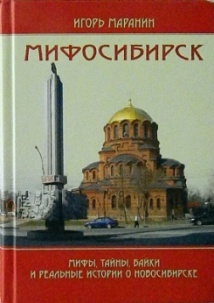 ИГОРЬ МАРАНИН
МИФОСИБИРСК
МИФЫ, ТАЙНЫ, БАЙКИ
И РЕАЛЬНЫЕ ИСТОРИИ О НОВОСИБИРСКЕ